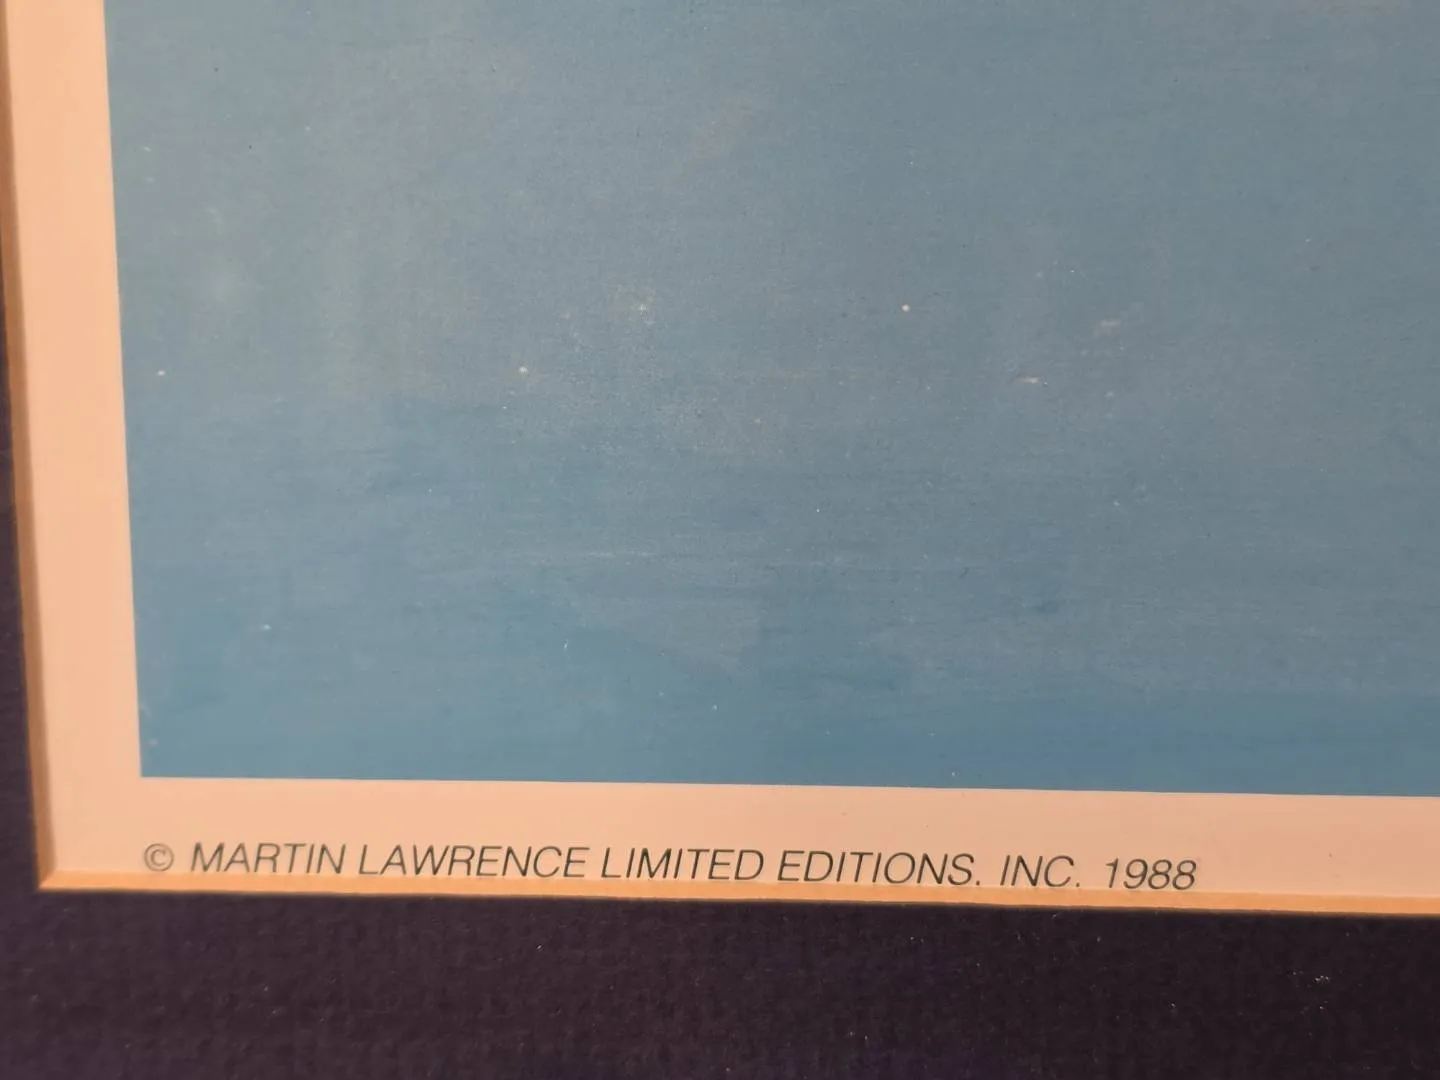 © MARTIN LAWRENCE LIMITED EDITIONS. INC. 1988